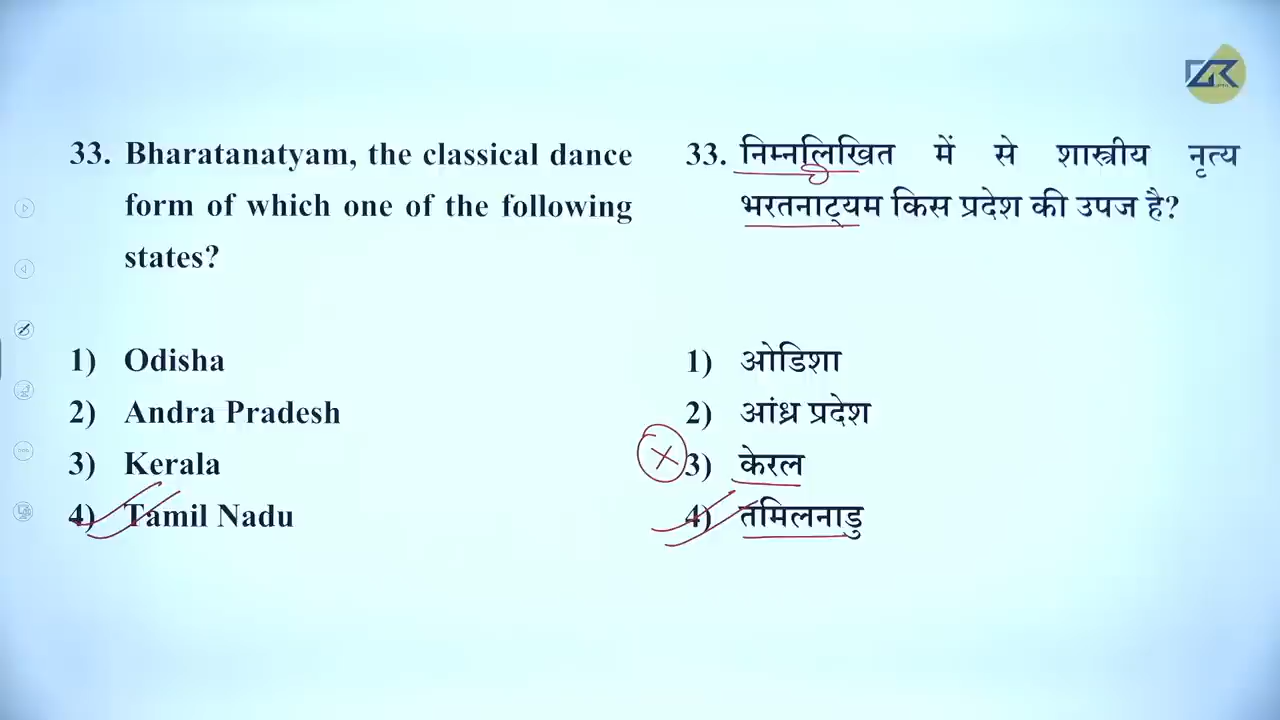 33. Bharatanatyam, the classical dance
form of which one of the following
states?
1) Odisha
2) Andra Pradesh
3) Kerala
4) Tamil Nadu
33. निम्नलिखित में से शास्त्रीय नृत्य
भरतनाट्यम किस प्रदेश की उपज है?
1) ओडिशा
2) आंध्र प्रदेश
3) केरल
4) तमिलनाडु